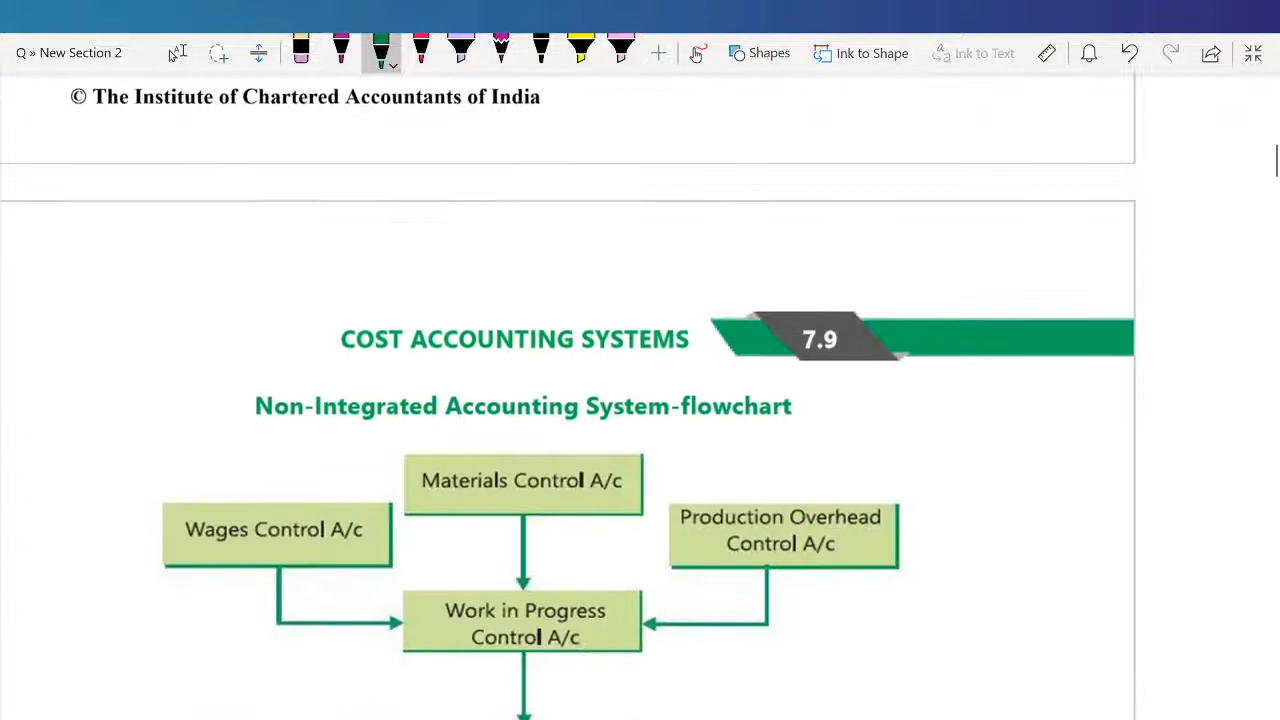 Q » New Section 2
Shapes
Ink to Shape
Ink to Text
© The Institute of Chartered Accountants of India
COST ACCOUNTING SYSTEMS
7.9
Non-Integrated Accounting System-flowchart
Materials Control A/c
Wages Control A/c
Production Overhead
Control A/c
Work in Progress
Control A/c